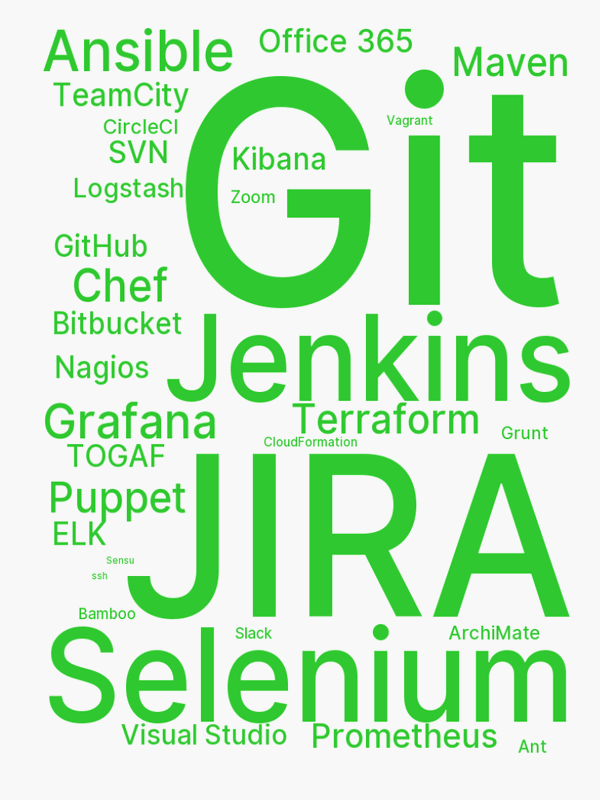 Ansible
Office 365
Maven
TeamCity
Git
Vagrant
CircleCI
SVN
Kibana
Logstash
Zoom
GitHub
Chef
Bitbucket
Jenkins
Nagios
Grafana
Terraform
Grunt
CloudFormation
TOGAF
JIRA
Puppet
ELK
Sensu
ssh
Bamboo
Slack
ArchiMate
Selenium
Visual Studio
Prometheus
Ant